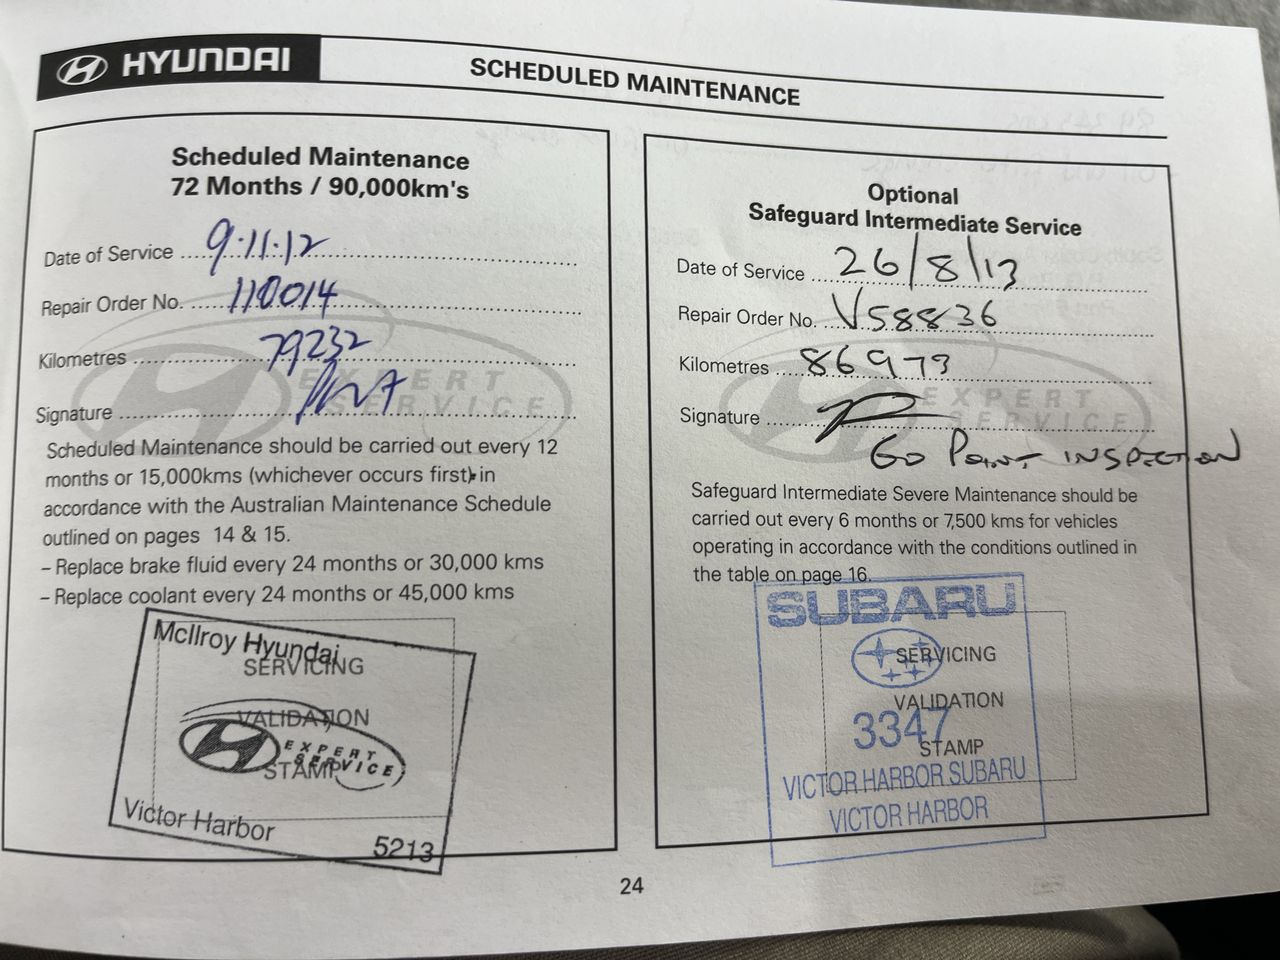 HYUNDAI
SCHEDULED MAINTENANCE
Scheduled Maintenance
72 Months / 90,000km's
Date of Service 9.11.12
Repair Order No. 110014
Kilometres 79232
Signature
EXPERT
SERVICE
Scheduled Maintenance should be carried out every 12
months or 15,000kms (whichever occurs first) in
accordance with the Australian Maintenance Schedule
outlined on pages 14 & 15.
– Replace brake fluid every 24 months or 30,000 kms
– Replace coolant every 24 months or 45,000 kms
McIlroy Hyundai
SERVICING
VALIDATION
STAMP
EXPERT
SERVICE
Victor Harbor
5213
Optional
Safeguard Intermediate Service
Date of Service 26/8/13
Repair Order No. V58836
Kilometres 86973
Signature
EXPERT
SERVICE
60 POINT INSPECTION
Safeguard Intermediate Severe Maintenance should be
carried out every 6 months or 7,500 kms for vehicles
operating in accordance with the conditions outlined in
the table on page 16.
SUBARU
SERVICING
VALIDATION
3347
STAMP
VICTOR HARBOR SUBARU
VICTOR HARBOR
24